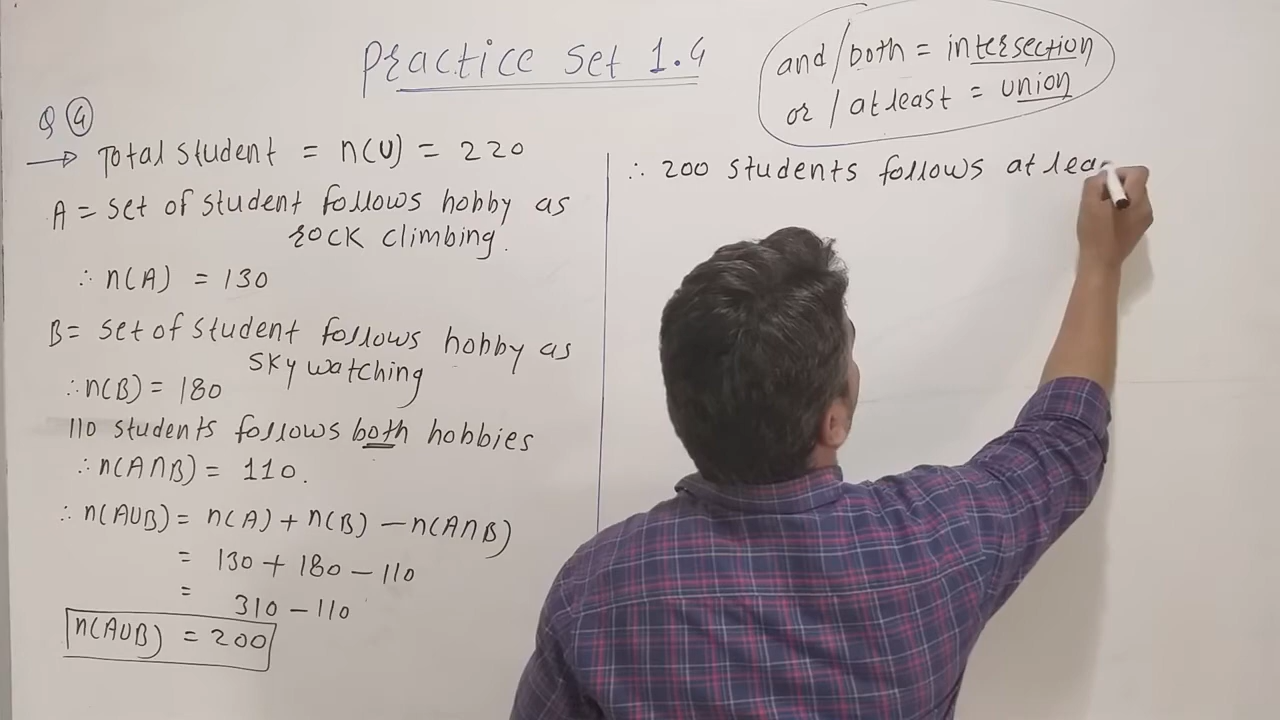 Practice Set 1.4
and/both = intersection
or / at least = union
Q 4
→ Total student = n(U) = 220
A = set of student follows hobby as
rock climbing.
∴ n(A) = 130
B = set of student follows hobby as
sky watching
∴ n(B) = 180
110 students follows both hobbies
∴ n(A∩B) = 110.
∴ n(A∪B) = n(A) + n(B) – n(A∩B)
= 130 + 180 – 110
= 310 – 110
n(A∪B) = 200
∴ 200 students follows at lea